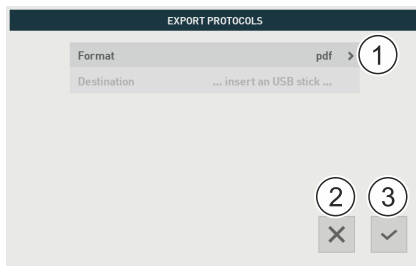 EXPORT PROTOCOLS
Format pdf > 1
Destination ... insert an USB stick ...
2 3